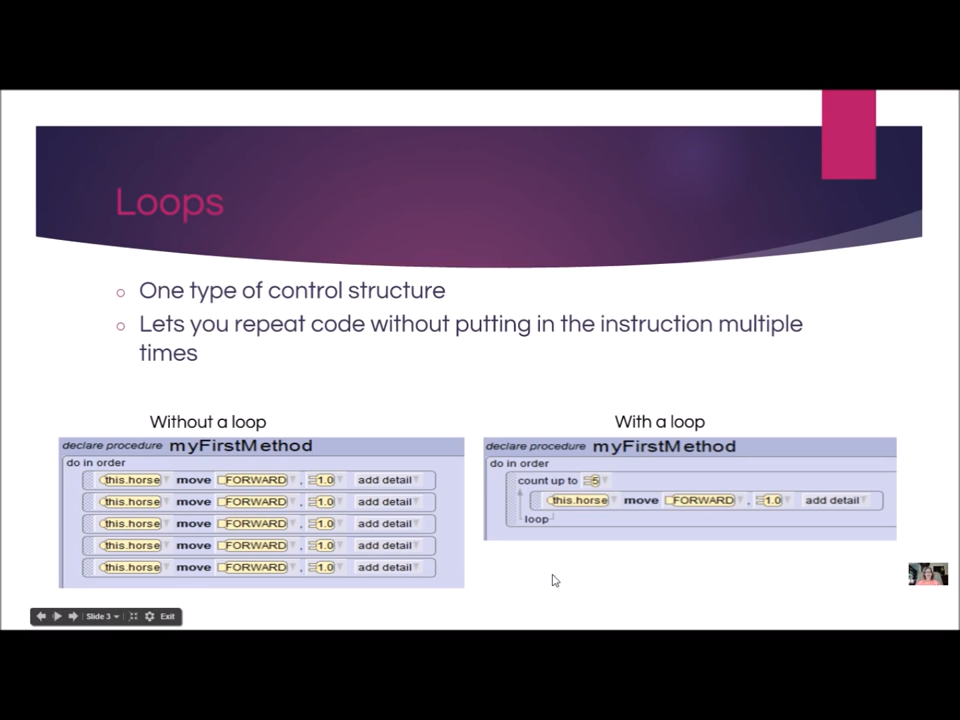 Loops
One type of control structure
Lets you repeat code without putting in the instruction multiple
times
Without a loop
declare procedure myFirstMethod
do in order
this.horse move FORWARD , 1.0 add detail
this.horse move FORWARD , 1.0 add detail
this.horse move FORWARD , 1.0 add detail
this.horse move FORWARD , 1.0 add detail
this.horse move FORWARD , 1.0 add detail
With a loop
declare procedure myFirstMethod
do in order
count up to 5
this.horse move FORWARD , 1.0 add detail
loop
Slide 3 Exit